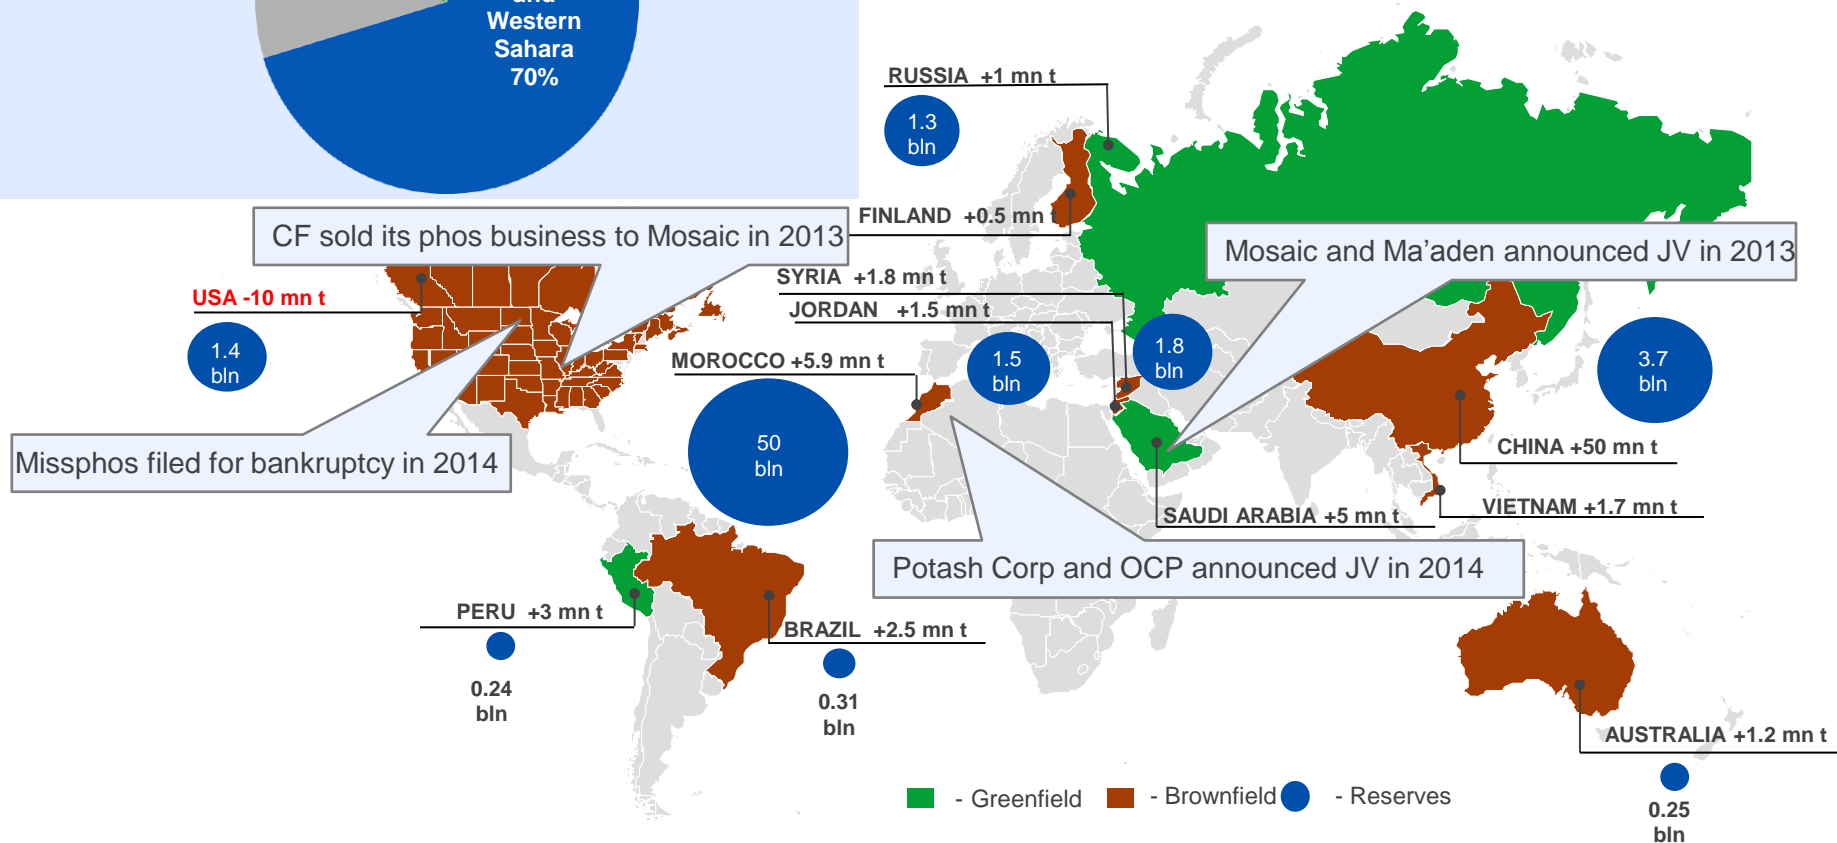 and
Western
Sahara
70%
RUSSIA +1 mn t
1.3
bln
CF sold its phos business to Mosaic in 2013
FINLAND +0.5 mn t
Mosaic and Ma'aden announced JV in 2013
SYRIA +1.8 mn t
USA -10 mn t
JORDAN +1.5 mn t
1.4
bln
MOROCCO +5.9 mn t
1.5
bln
1.8
bln
3.7
bln
Missphos filed for bankruptcy in 2014
50
bln
CHINA +50 mn t
SAUDI ARABIA +5 mn t
VIETNAM +1.7 mn t
Potash Corp and OCP announced JV in 2014
PERU +3 mn t
BRAZIL +2.5 mn t
0.24
bln
0.31
bln
AUSTRALIA +1.2 mn t
- Greenfield
- Brownfield
- Reserves
0.25
bln